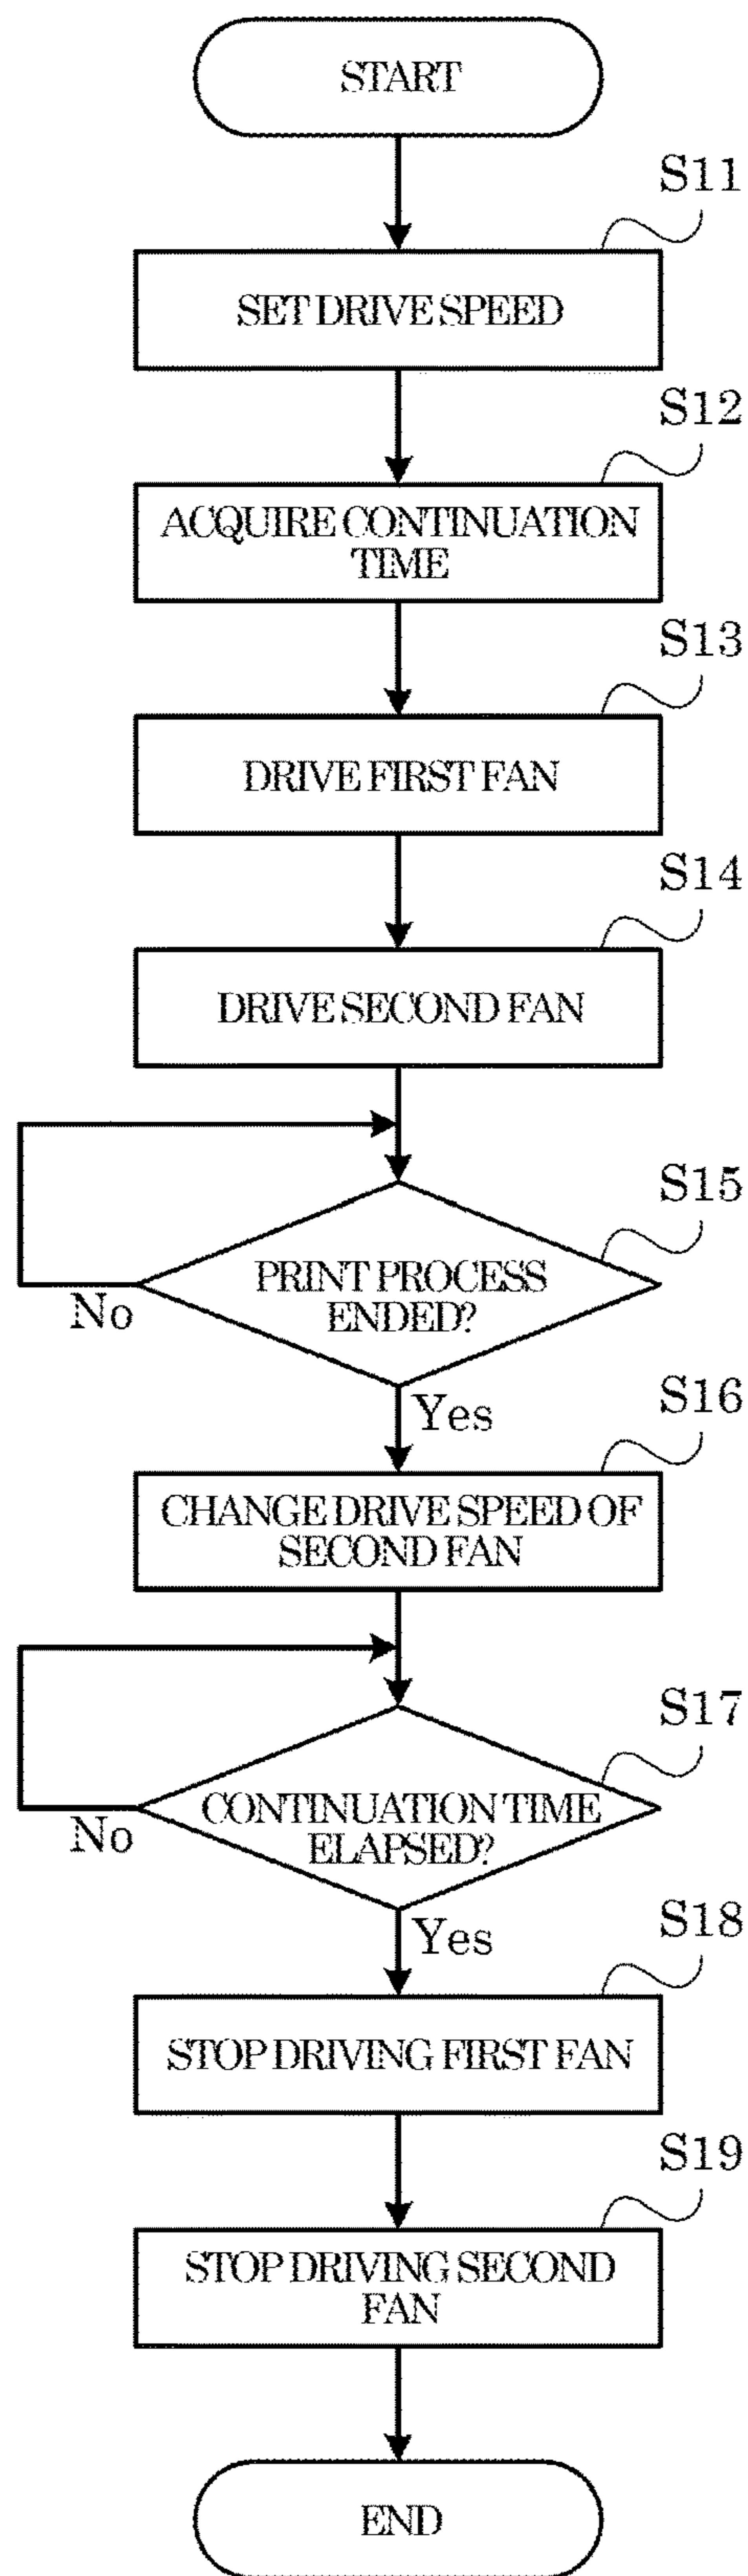 START
S11
SET DRIVE SPEED
S12
ACQUIRE CONTINUATION
TIME
S13
DRIVE FIRST FAN
S14
DRIVE SECOND FAN
S15
PRINT PROCESS
ENDED?
No
Yes
S16
CHANGE DRIVE SPEED OF
SECOND FAN
S17
CONTINUATION TIME
ELAPSED?
No
Yes
S18
STOP DRIVING FIRST FAN
S19
STOP DRIVING SECOND
FAN
END